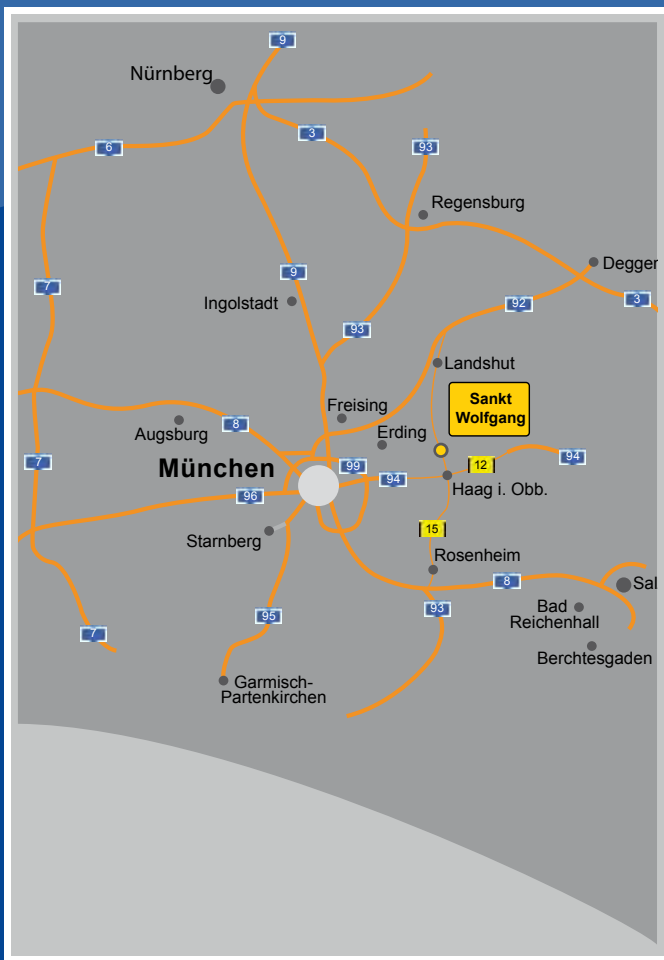 9
Nürnberg
3
6
93
Regensburg
Degger
9
7
3
Ingolstadt
92
93
Landshut
Sankt
Wolfgang
Freising
8
Augsburg
Erding
94
7
München
99
12
94
Haag i. Obb.
96
15
Starnberg
Rosenheim
8
Sal
93
95
Bad
Reichenhall
7
Berchtesgaden
Garmisch-
Partenkirchen